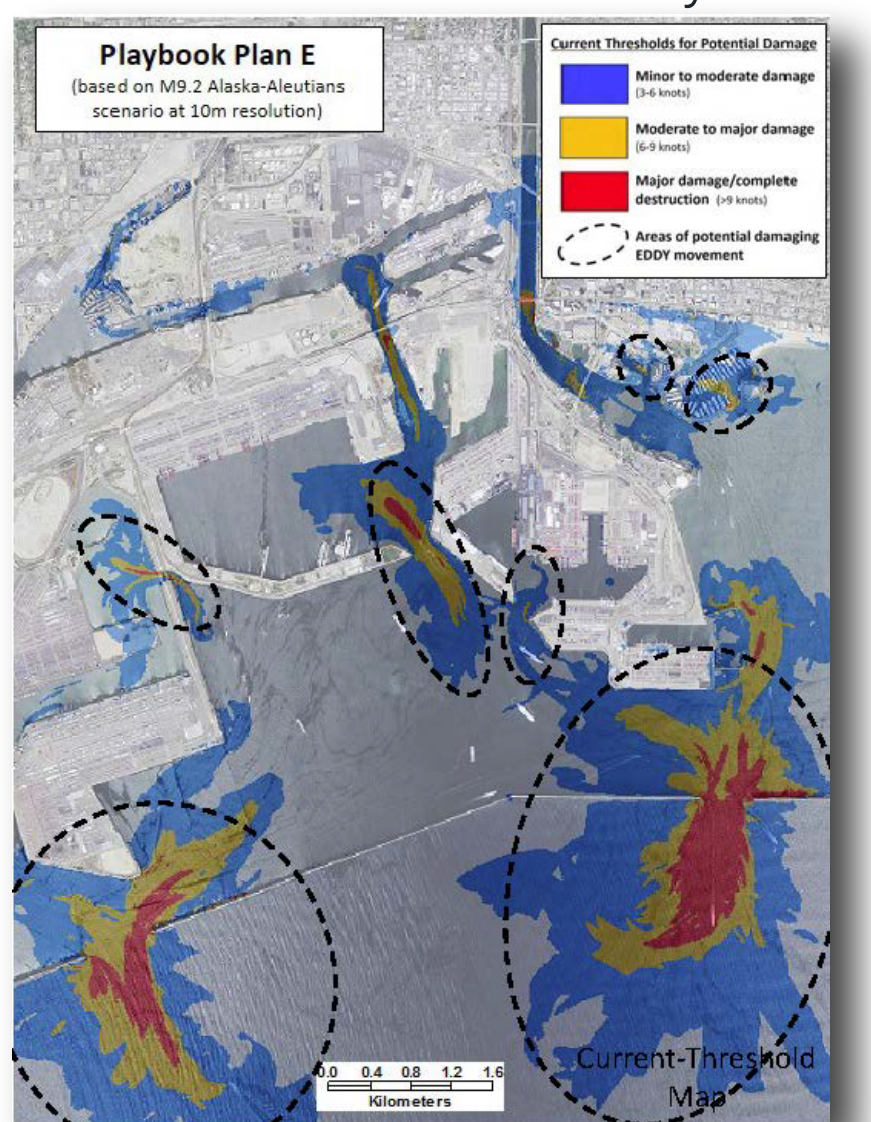 Playbook Plan E
(based on M9.2 Alaska-Aleutians
scenario at 10m resolution)
Current Thresholds for Potential Damage
Minor to moderate damage
(3-6 knots)
Moderate to major damage
(6-9 knots)
Major damage/complete
destruction (>9 knots)
Areas of potential damaging
EDDY movement
0.0 0.4 0.8 1.2 1.6
Kilometers
Current-Threshold
Map